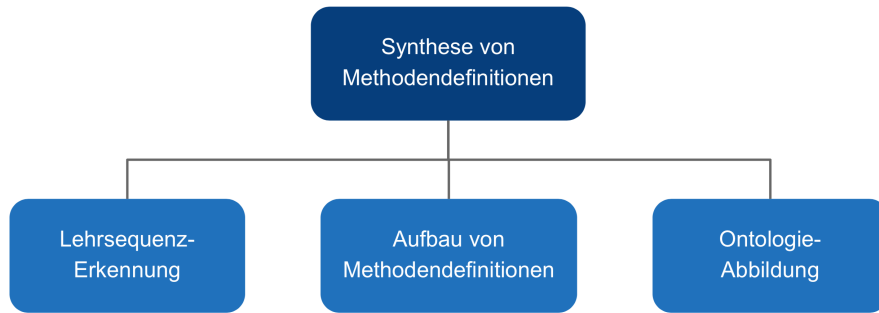 Synthese von
Methodendefinitionen
Lehrsequenz-
Erkennung
Aufbau von
Methodendefinitionen
Ontologie-
Abbildung